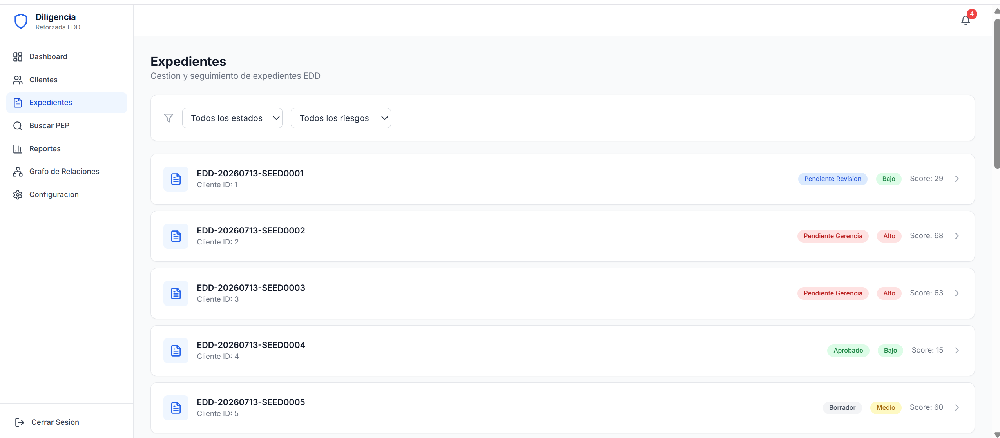 Diligencia
Reforzada EDD
4
Dashboard
Clientes
Expedientes
Buscar PEP
Reportes
Grafo de Relaciones
Configuracion
Cerrar Sesion
Expedientes
Gestion y seguimiento de expedientes EDD
Todos los estados
Todos los riesgos
EDD-20260713-SEED0001
Cliente ID: 1
Pendiente Revision
Bajo
Score: 29
EDD-20260713-SEED0002
Cliente ID: 2
Pendiente Gerencia
Alto
Score: 68
EDD-20260713-SEED0003
Cliente ID: 3
Pendiente Gerencia
Alto
Score: 63
EDD-20260713-SEED0004
Cliente ID: 4
Aprobado
Bajo
Score: 15
EDD-20260713-SEED0005
Cliente ID: 5
Borrador
Medio
Score: 60